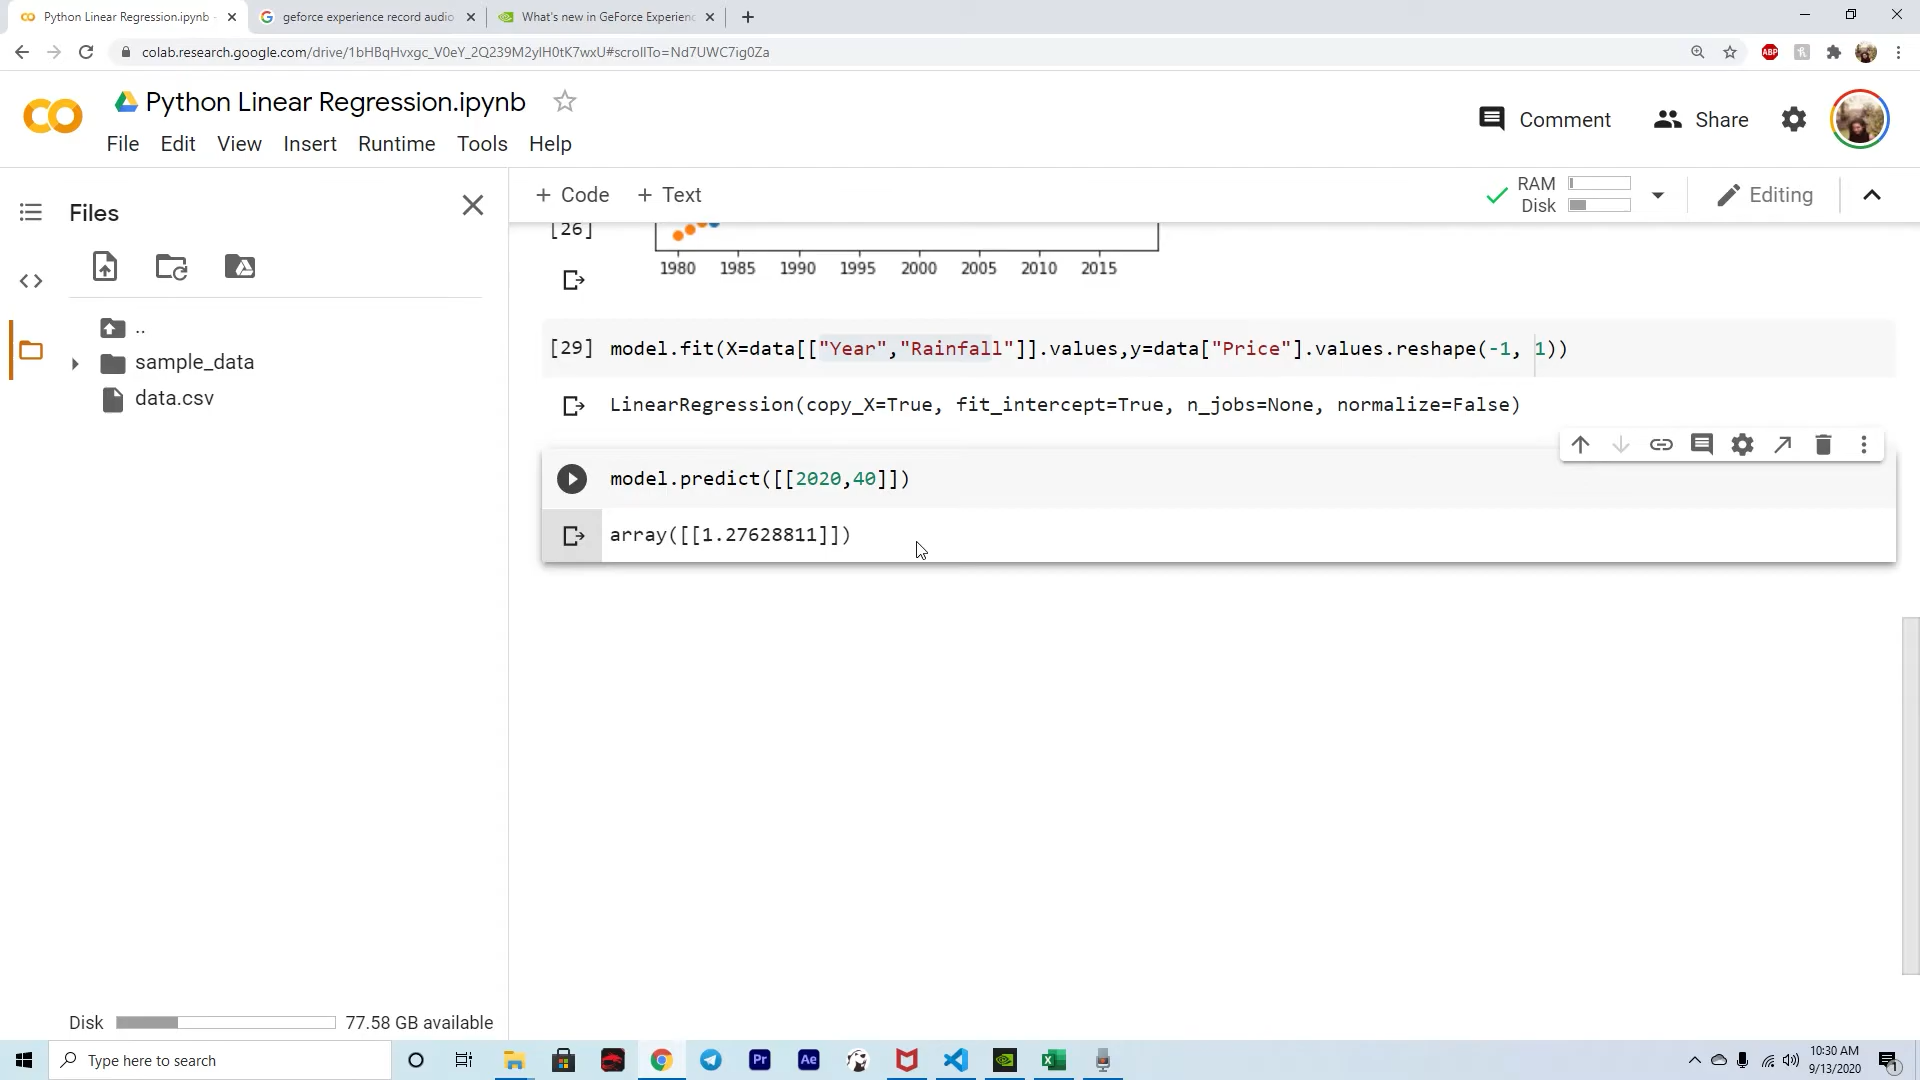 Python Linear Regression.ipynb
geforce experience record audio
What's new in GeForce Experienc
colab.research.google.com/drive/1bHBqHvxgc_V0eY_2Q239M2ylH0tK7wxU#scrollTo=Nd7UWC7ig0Za
ABP
Python Linear Regression.ipynb
File Edit View Insert Runtime Tools Help
Comment
Share
Files
+ Code + Text
RAM
Disk
Editing
..
sample_data
data.csv
[26]
1980 1985 1990 1995 2000 2005 2010 2015
[29] model.fit(X=data[["Year","Rainfall"]].values,y=data["Price"].values.reshape(-1, 1))
LinearRegression(copy_X=True, fit_intercept=True, n_jobs=None, normalize=False)
model.predict([[2020,40]])
array([[1.27628811]])
Disk 77.58 GB available
Type here to search
Pr
Ae
10:30 AM
9/13/2020
1